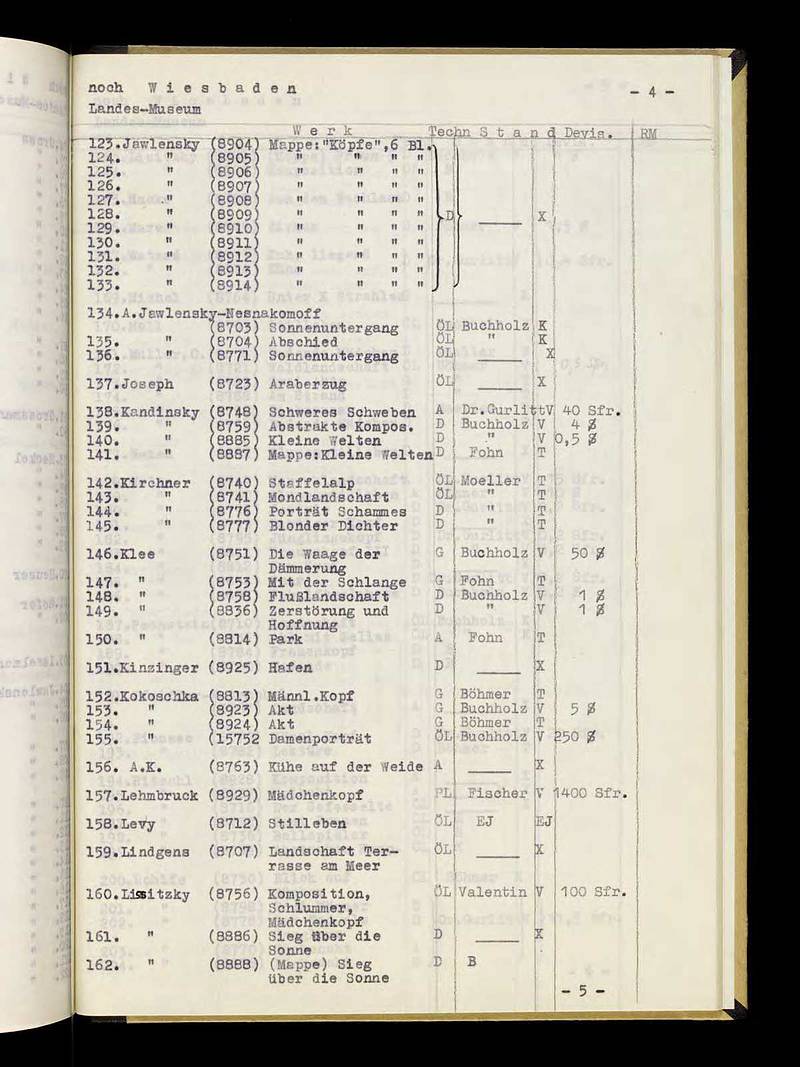 noch W i e s b a d e n - 4 -
Landes-Museum
W e r k Techn S t a n d Devis. RM
123.Jawlensky (8904) Mappe:"Köpfe",6 Bl.
124. " (8905) " " " "
125. " (8906) " " " "
126. " (8907) " " " "
127. " (8908) " " " "
128. " (8909) " " " " D ____ X
129. " (8910) " " " "
130. " (8911) " " " "
131. " (8912) " " " "
132. " (8913) " " " "
133. " (8914) " " " "
134.A.Jawlensky-Nesnakomoff
(8703) Sonnenuntergang ÖL Buchholz K
135. " (8704) Abschied ÖL " K
136. " (8771) Sonnenuntergang ÖL ____ X
137.Joseph (8723) Araberzug ÖL ____ X
138.Kandinsky (8748) Schweres Schweben A Dr.GurlittV 40 Sfr.
139. " (8759) Abstrakte Kompos. D Buchholz V 4 $
140. " (8885) Kleine Welten D " V 0,5 $
141. " (8887) Mappe:Kleine Welten D Fohn T
142.Kirchner (8740) Staffelalp ÖL Moeller T
143. " (8741) Mondlandschaft ÖL " T
144. " (8776) Porträt Schammes D " T
145. " (8777) Blonder Dichter D " T
146.Klee (8751) Die Waage der G Buchholz V 50 $
Dämmerung
147. " (8753) Mit der Schlange G Fohn T
148. " (8758) Flußlandschaft D Buchholz V 1 $
149. " (8836) Zerstörung und D " V 1 $
Hoffnung
150. " (8814) Park A Fohn T
151.Kinzinger (8925) Hafen D ____ X
152.Kokoschka (8813) Männl.Kopf G Böhmer T
153. " (8923) Akt G Buchholz V 5 $
154. " (8924) Akt G Böhmer T
155. " (15752 Damenporträt ÖL Buchholz V 250 $
156. A.K. (8763) Kühe auf der Weide A ____ X
157.Lehmbruck (8929) Mädchenkopf PL Fischer V 1400 Sfr.
158.Levy (8712) Stilleben ÖL EJ EJ
159.Lindgens (8707) Landschaft Ter- ÖL ____ X
rasse am Meer
160.Lissitzky (8756) Komposition, ÖL Valentin V 100 Sfr.
Schlummer,
Mädchenkopf
161. " (8886) Sieg über die D ____ X
Sonne
162. " (8888) (Mappe) Sieg D B
über die Sonne
- 5 -